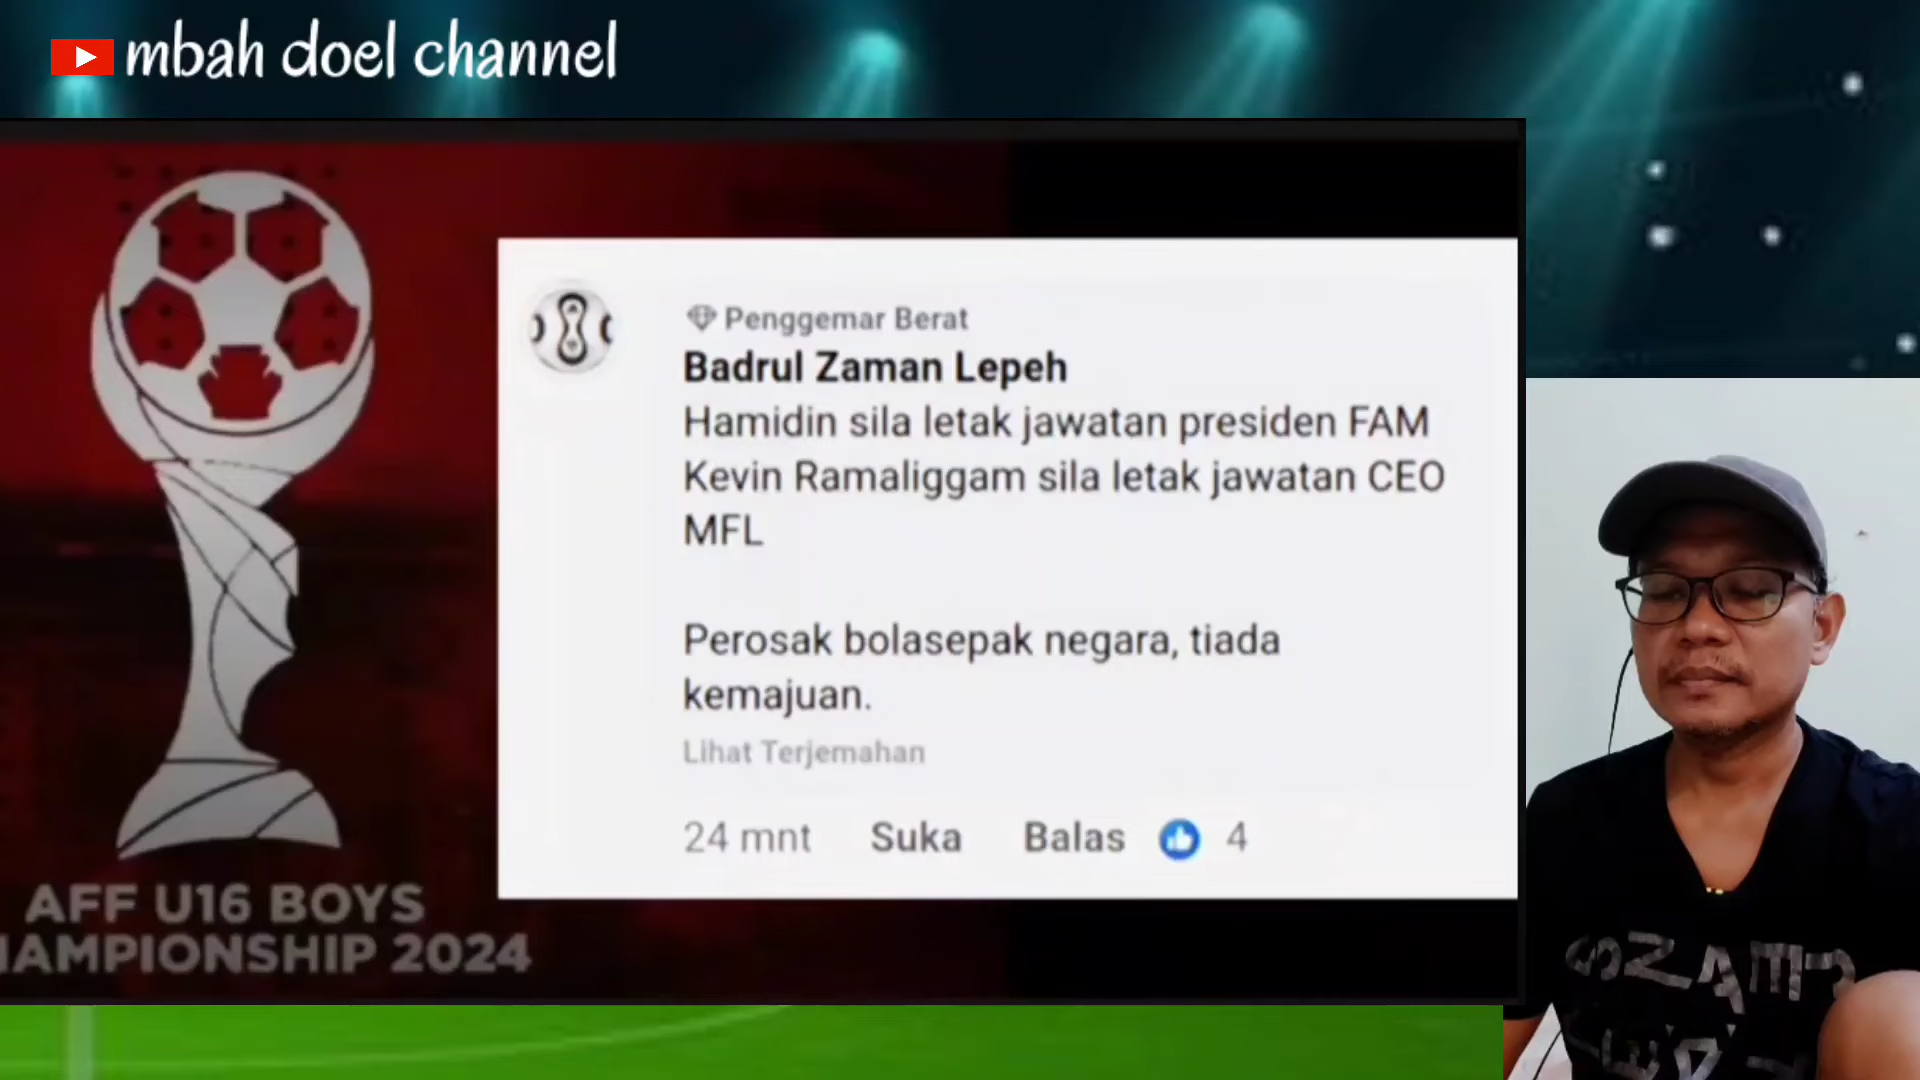 mbah doel channel
Penggemar Berat
Badrul Zaman Lepeh
Hamidin sila letak jawatan presiden FAM
Kevin Ramaliggam sila letak jawatan CEO
MFL
Perosak bolasepak negara, tiada
kemajuan.
Lihat Terjemahan
24 mnt Suka Balas 4
AFF U16 BOYS
HAMPIONSHIP 2024